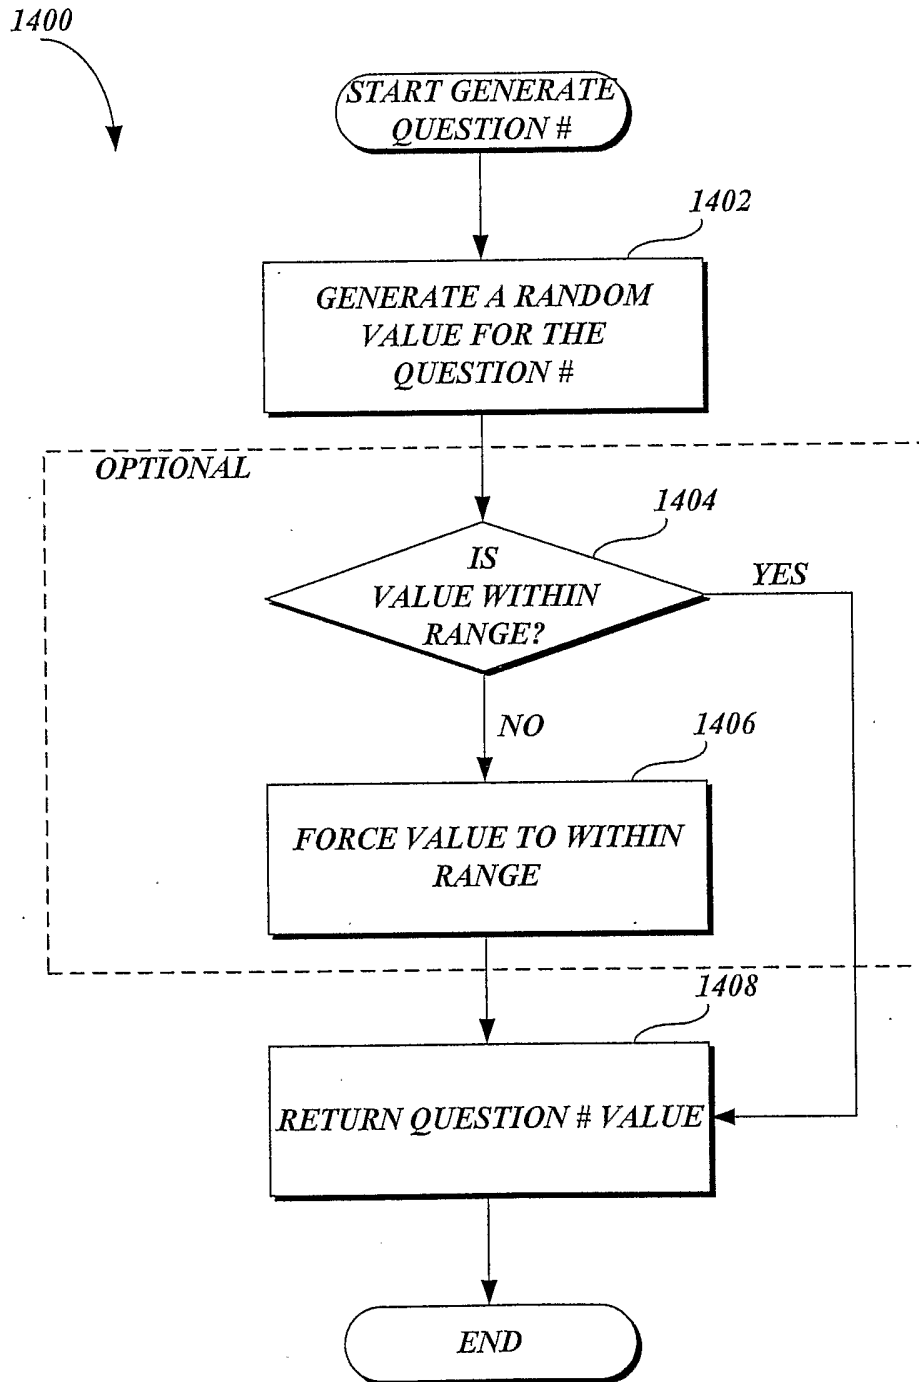 1400
START GENERATE
QUESTION #
1402
GENERATE A RANDOM
VALUE FOR THE
QUESTION #
OPTIONAL
1404
IS
VALUE WITHIN
RANGE?
YES
NO
1406
FORCE VALUE TO WITHIN
RANGE
1408
RETURN QUESTION # VALUE
END